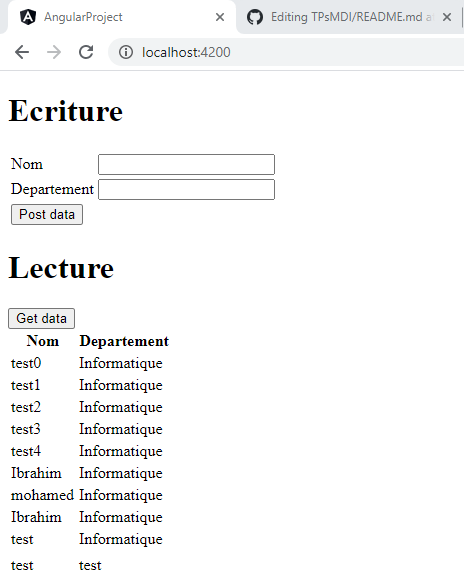 AngularProject
Editing TPsMDI/README.md a
localhost:4200
Ecriture
Nom
Departement
Post data
Lecture
Get data
Nom Departement
test0 Informatique
test1 Informatique
test2 Informatique
test3 Informatique
test4 Informatique
Ibrahim Informatique
mohamed Informatique
Ibrahim Informatique
test Informatique
test test